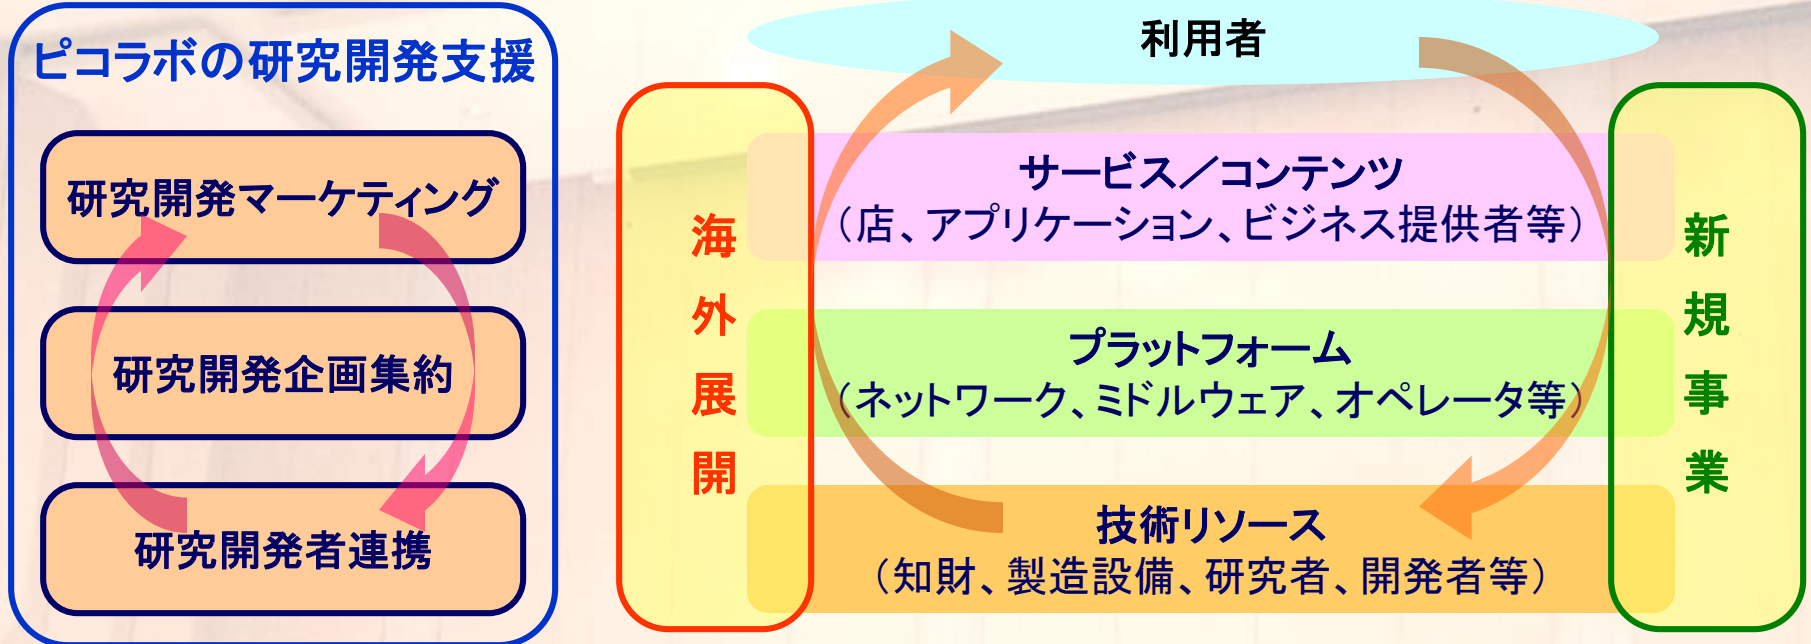 ピコラボの研究開発支援
研究開発マーケティング
研究開発企画集約
研究開発者連携
利用者
海外展開
サービス／コンテンツ
（店、アプリケーション、ビジネス提供者等）
プラットフォーム
（ネットワーク、ミドルウェア、オペレータ等）
技術リソース
（知財、製造設備、研究者、開発者等）
新規事業